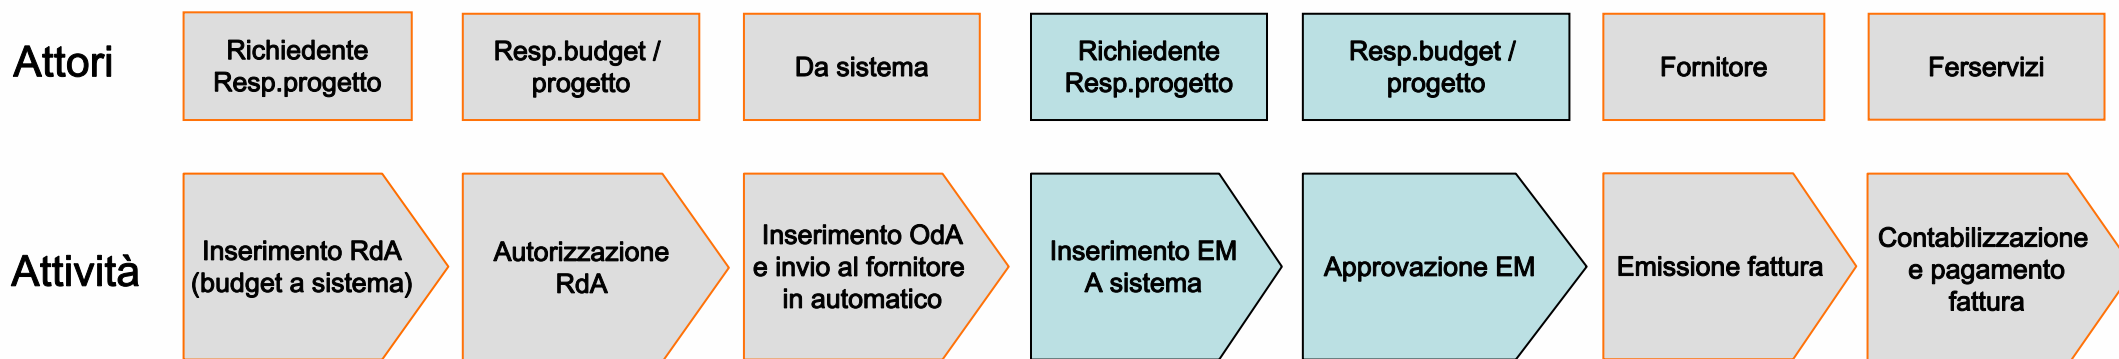 Attori
Richiedente
Resp.progetto
Resp.budget /
progetto
Da sistema
Richiedente
Resp.progetto
Resp.budget /
progetto
Fornitore
Ferservizi
Attività
Inserimento RdA
(budget a sistema)
Autorizzazione
RdA
Inserimento OdA
e invio al fornitore
in automatico
Inserimento EM
A sistema
Approvazione EM
Emissione fattura
Contabilizzazione
e pagamento
fattura